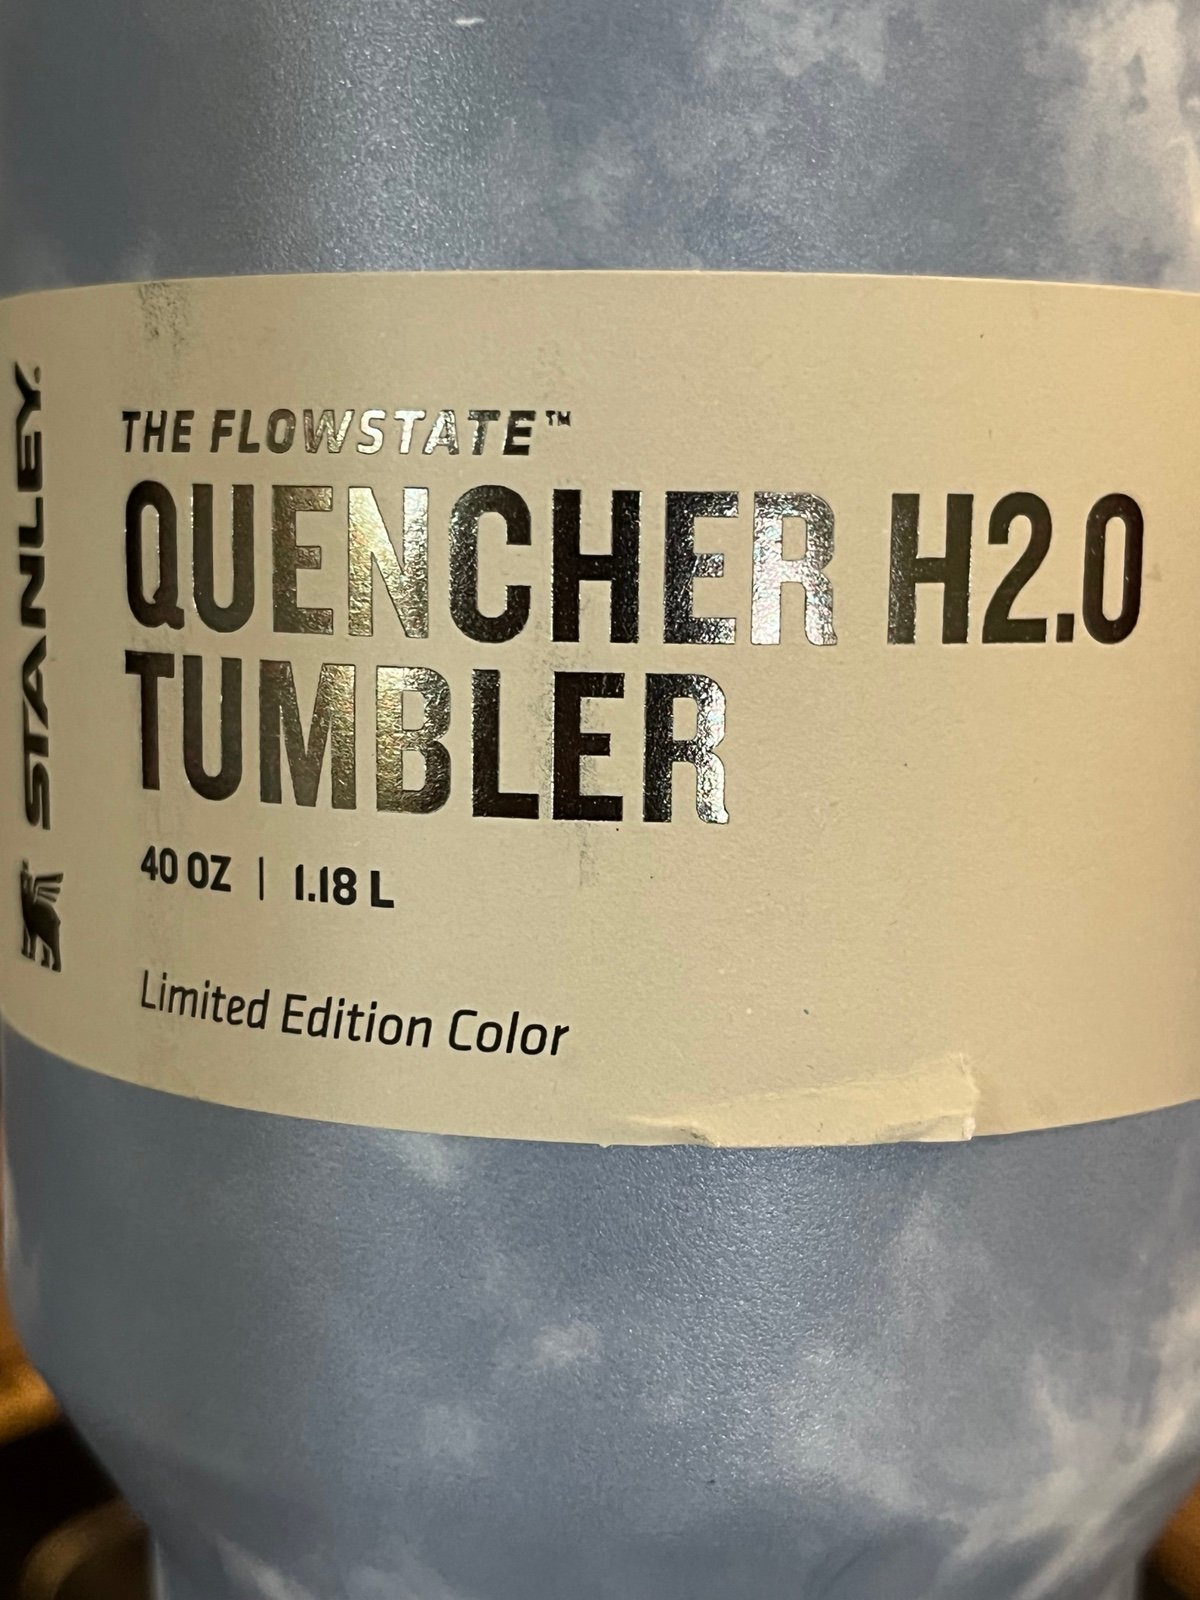 STANLEY.
THE FLOWSTATE™
QUENCHER H2.0
TUMBLER
40 OZ | 1.18 L
Limited Edition Color